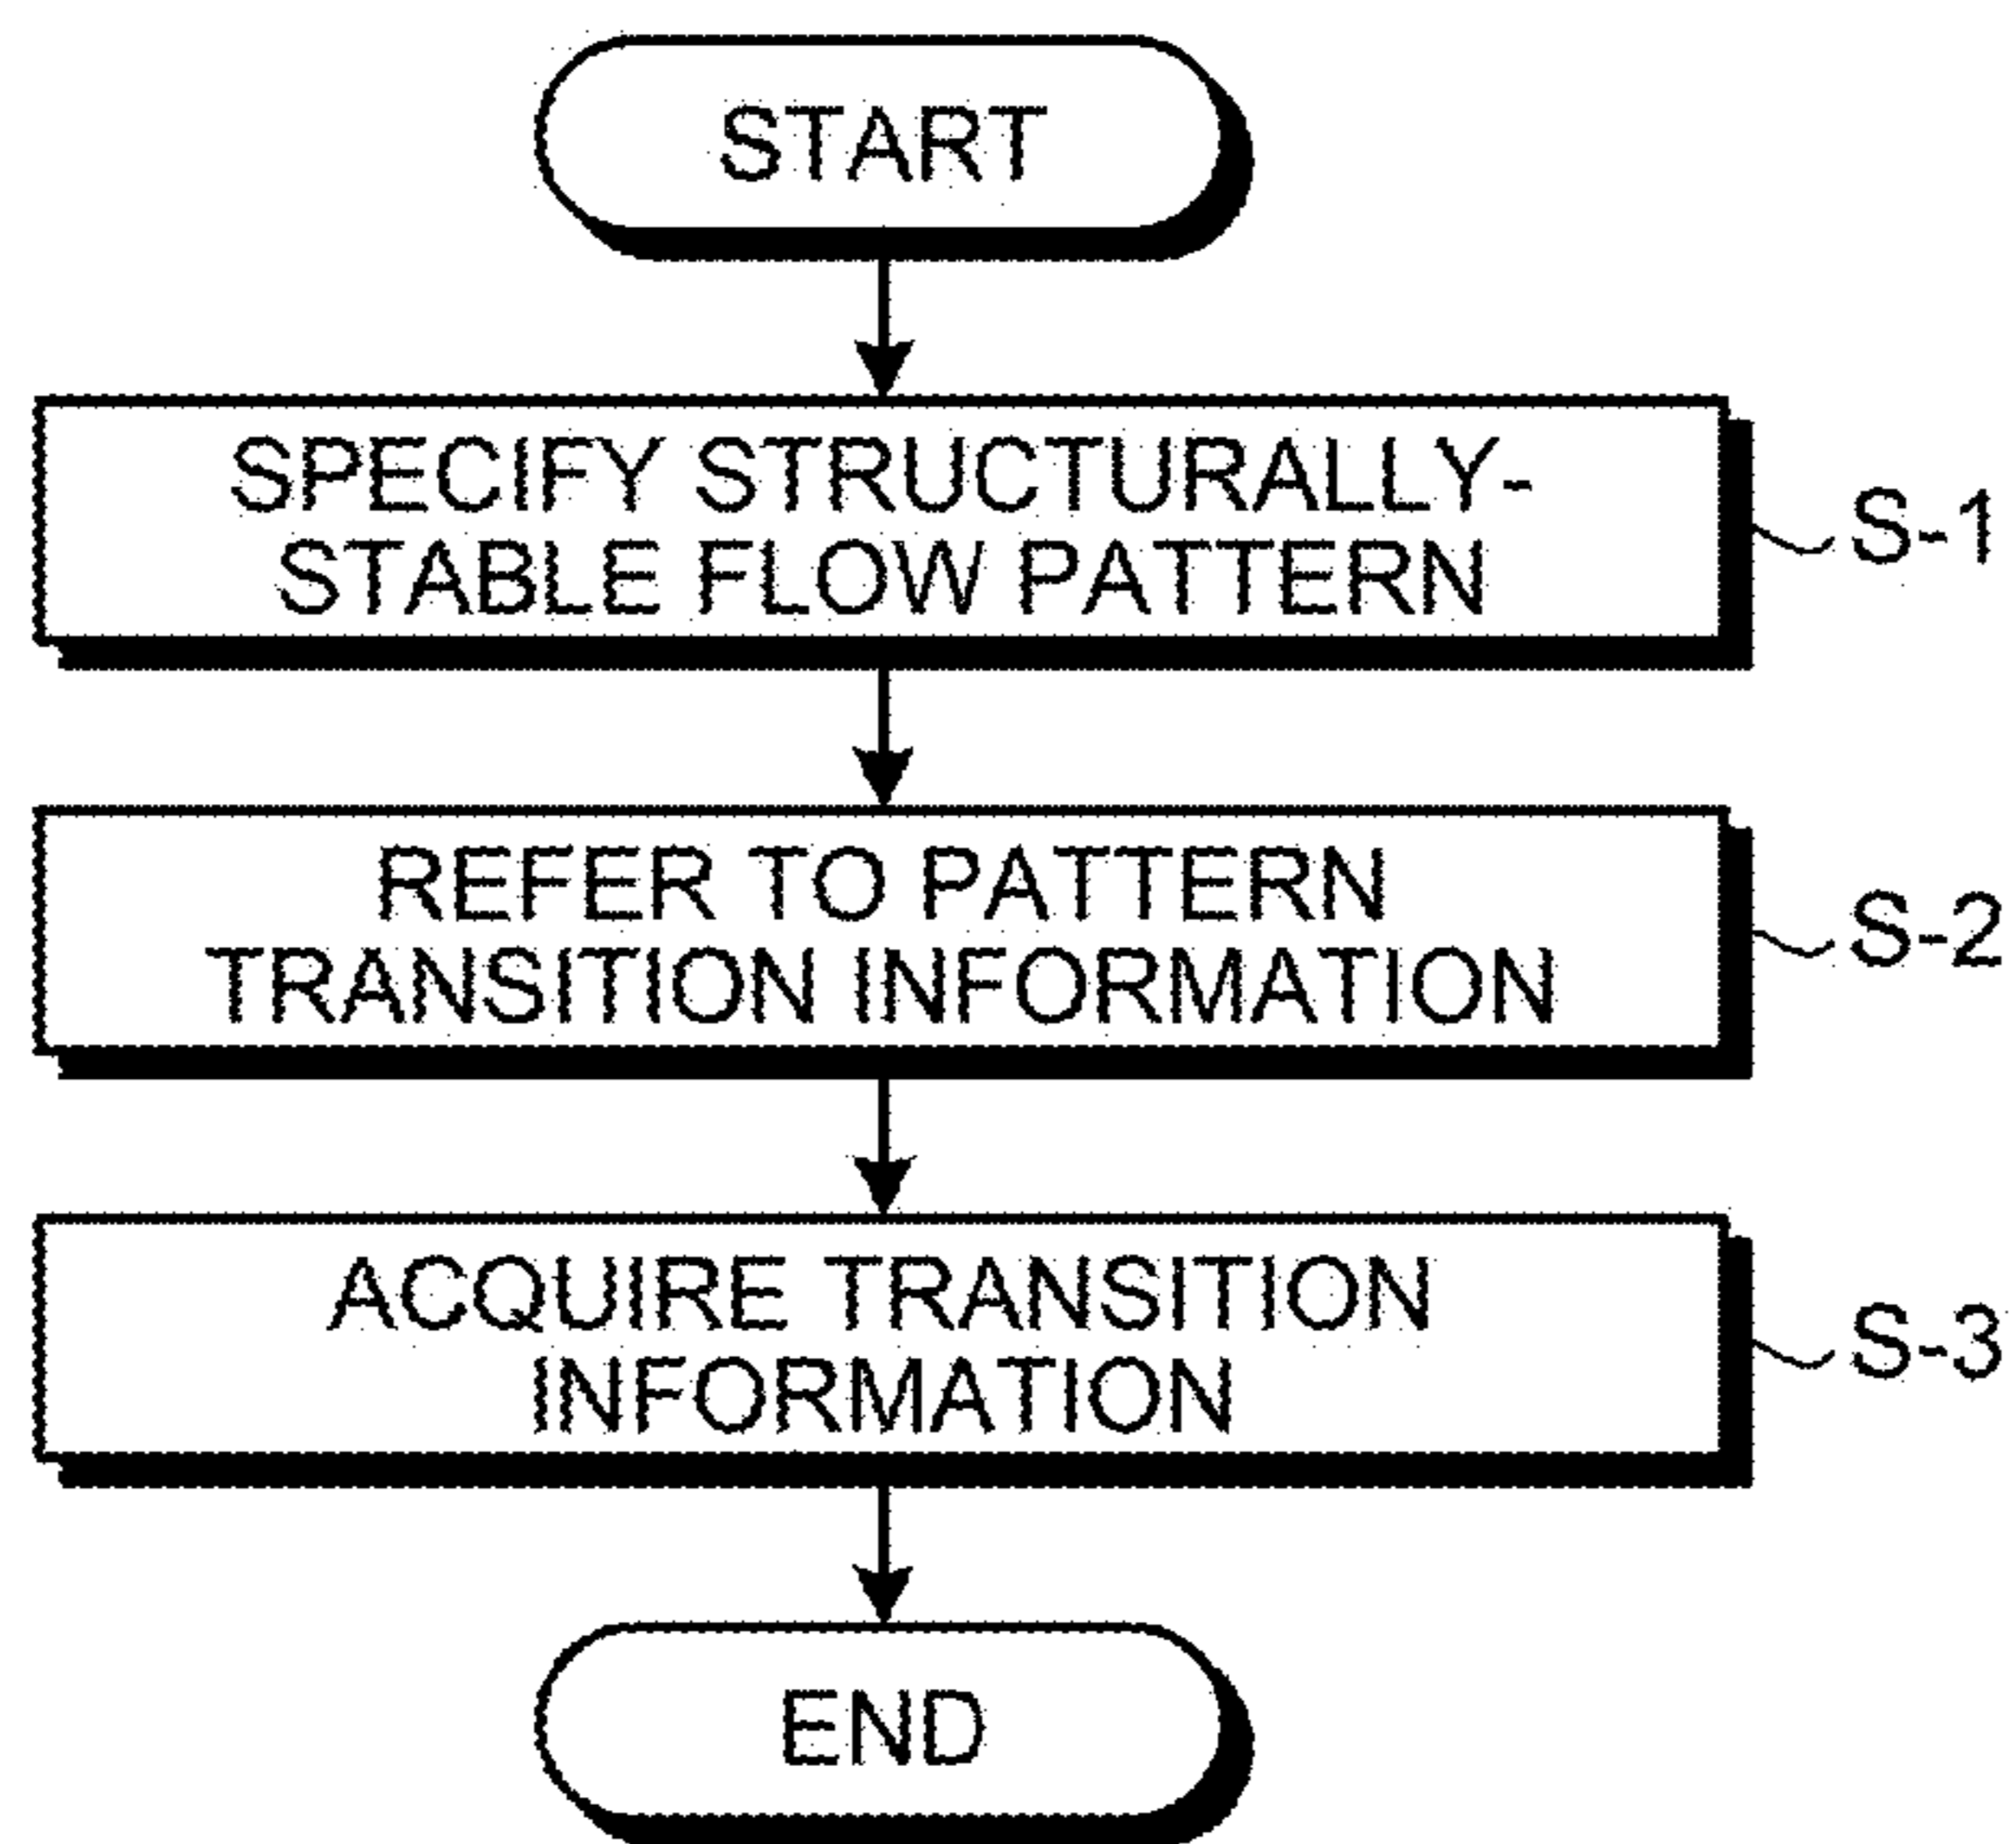 START
SPECIFY STRUCTURALLY-
STABLE FLOW PATTERN
S-1
REFER TO PATTERN
TRANSITION INFORMATION
S-2
ACQUIRE TRANSITION
INFORMATION
S-3
END